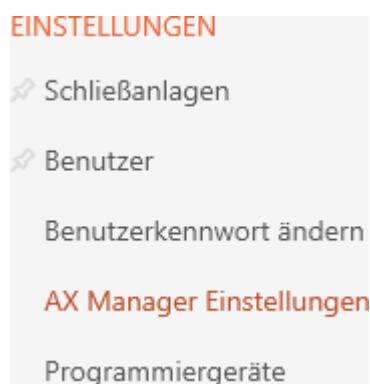 EINSTELLUNGEN
Schließanlagen
Benutzer
Benutzerkennwort ändern
AX Manager Einstellungen
Programmiergeräte